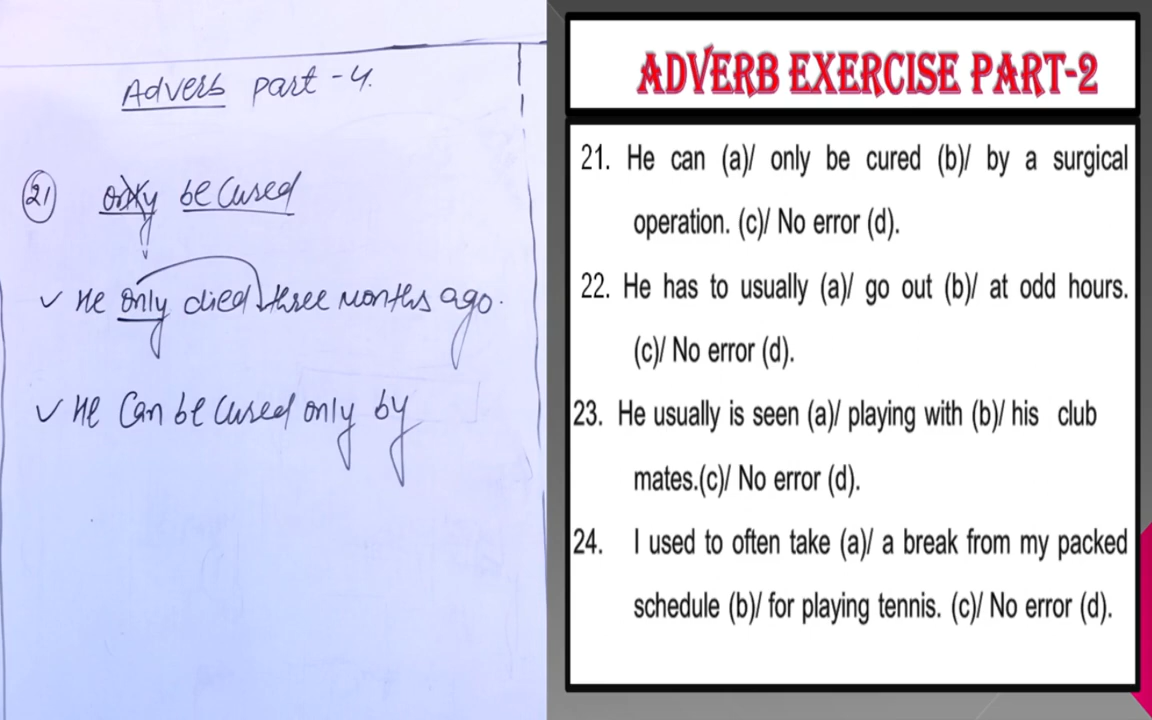 Adverb part -4.
21 only be cured
He only died three months ago.
He Can be cured only by
ADVERB EXERCISE PART-2
21. He can (a)/ only be cured (b)/ by a surgical
operation. (c)/ No error (d).
22. He has to usually (a)/ go out (b)/ at odd hours.
(c)/ No error (d).
23. He usually is seen (a)/ playing with (b)/ his club
mates.(c)/ No error (d).
24. I used to often take (a)/ a break from my packed
schedule (b)/ for playing tennis. (c)/ No error (d).